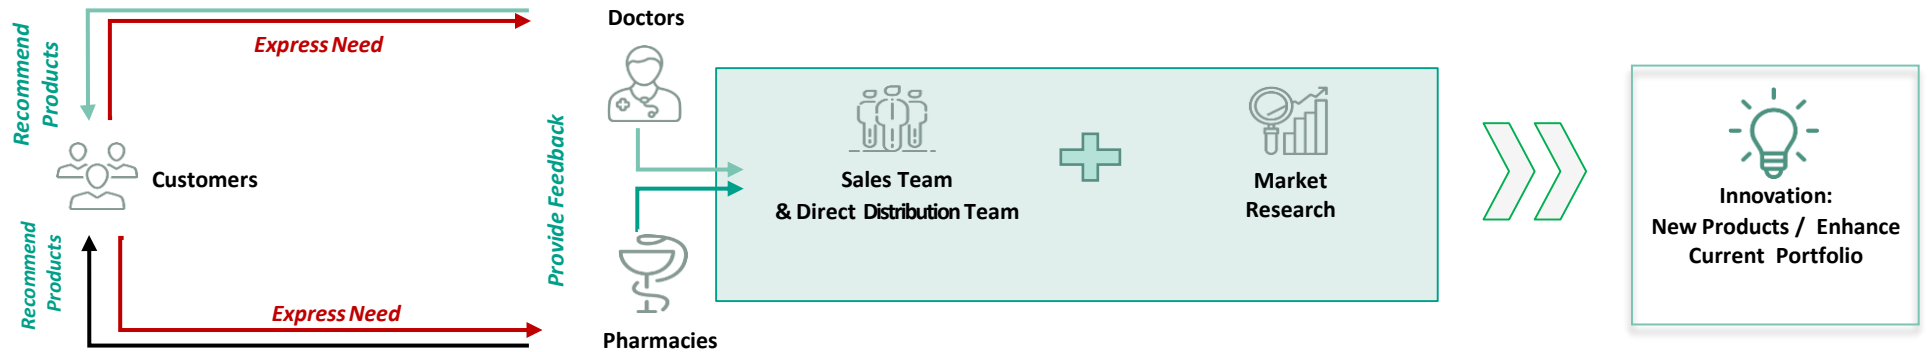 Recommend
Products
Express Need
Customers
Recommend
Products
Express Need
Provide Feedback
Doctors
Pharmacies
Sales Team
& Direct Distribution Team
Market
Research
Innovation:
New Products / Enhance
Current Portfolio